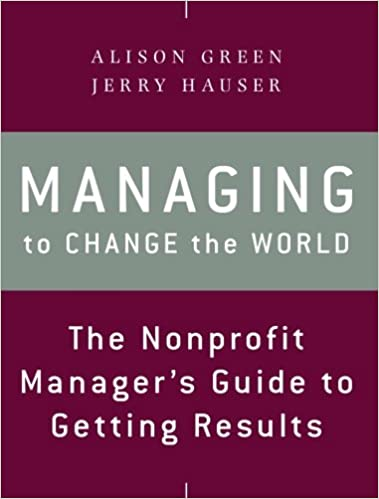 ALISON GREEN
JERRY HAUSER
MANAGING
to CHANGE the WORLD
The Nonprofit
Manager's Guide to
Getting Results